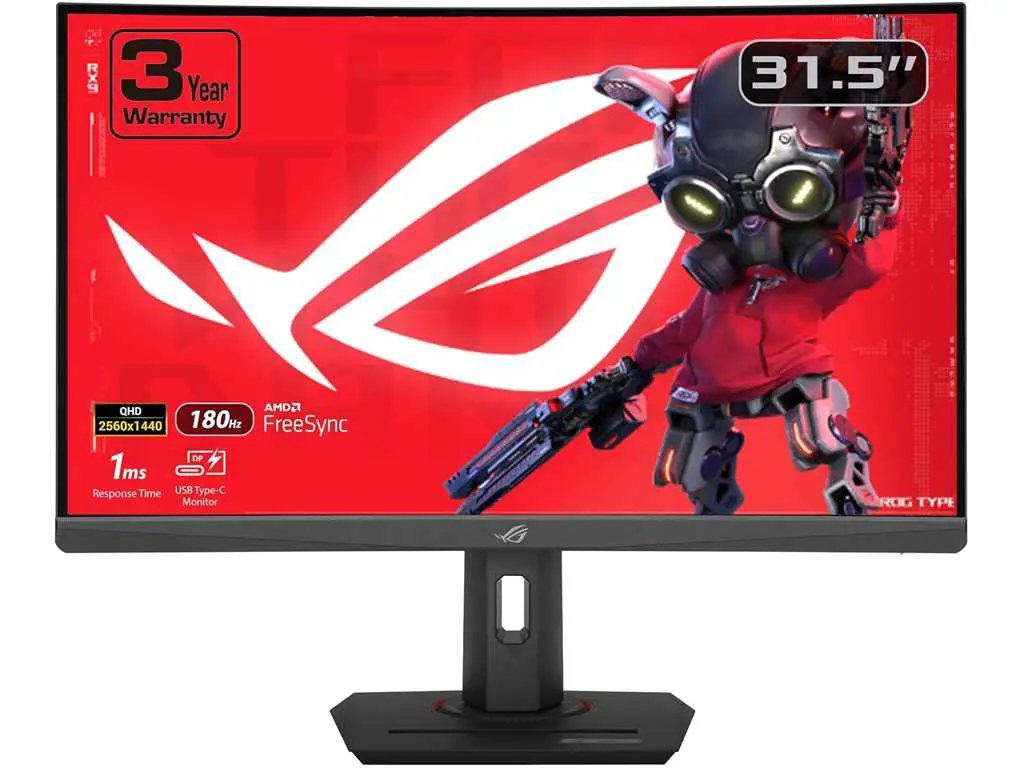 3 Year
Warranty
31.5"
RX9
QHD
2560x1440
180Hz
AMD
FreeSync
1ms
Response Time
DP
USB Type-C
Monitor
ROG TYPE